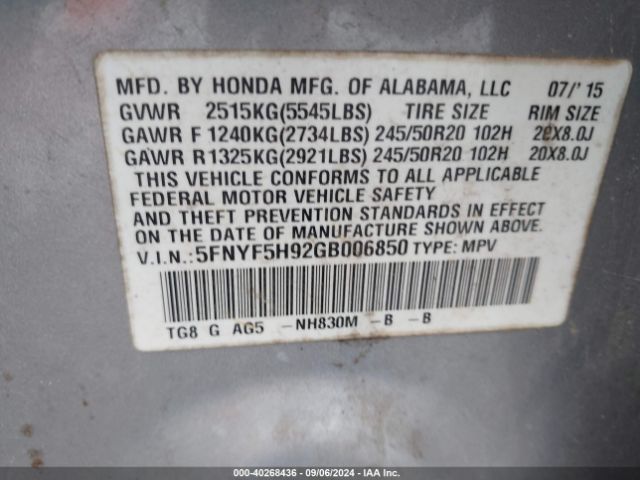 MFD. BY HONDA MFG. OF ALABAMA, LLC 07/'15
GVWR 2515KG(5545LBS) TIRE SIZE RIM SIZE
GAWR F 1240KG(2734LBS) 245/50R20 102H 20X8.0J
GAWR R 1325KG(2921LBS) 245/50R20 102H 20X8.0J
THIS VEHICLE CONFORMS TO ALL APPLICABLE
FEDERAL MOTOR VEHICLE SAFETY
AND THEFT PREVENTION STANDARDS IN EFFECT
ON THE DATE OF MANUFACTURE SHOWN ABOVE.
V.I.N.: 5FNYF5H92GB006850 TYPE: MPV
TG8 G AG5 -NH830M -B -B
000-40268436 - 09/06/2024 - IAA Inc.